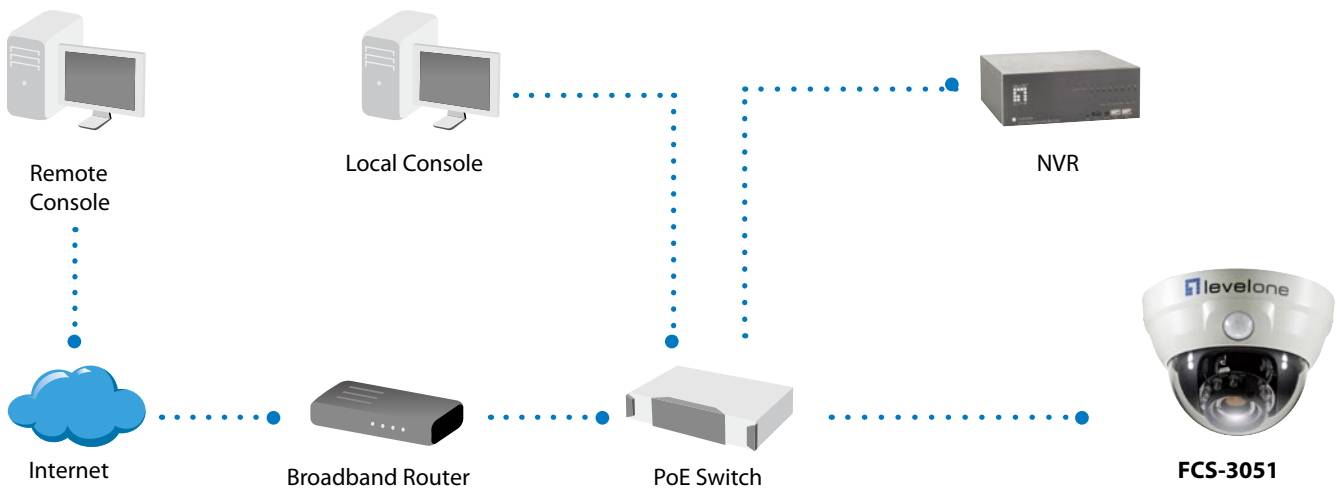 Remote
Console
Local Console
NVR
levelone
Internet
Broadband Router
PoE Switch
FCS-3051